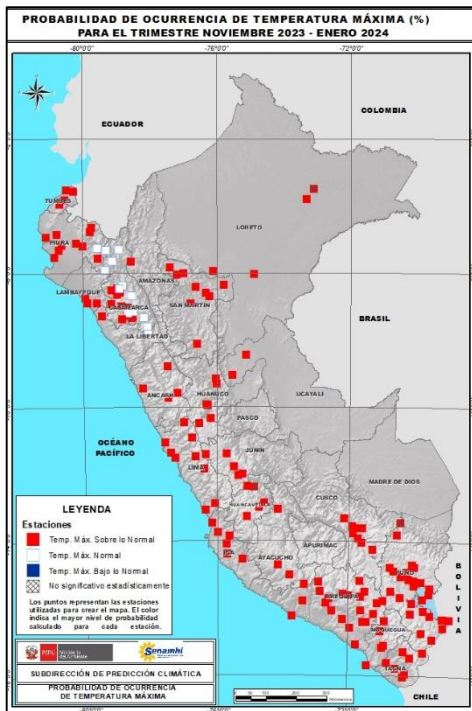 PROBABILIDAD DE OCURRENCIA DE TEMPERATURA MÁXIMA (%)
PARA EL TRIMESTRE NOVIEMBRE 2023 - ENERO 2024
-80°0'0" -76°0'0" -72°0'0"
COLOMBIA
ECUADOR
TUMBES
LORETO
PIURA
AMAZONAS
LAMBAYEQUE
CAJAMARCA
SAN MARTIN
BRASIL
LA LIBERTAD
ANCASH
HUANUCO
UCAYALI
PASCO
OCÉANO
PACÍFICO
JUNIN
LIMA
CUSCO
MADRE DE DIOS
HUANCAVELICA
APURIMAC
ICA
AYACUCHO
PUNO
AREQUIPA
BOLIVIA
MOQUEGUA
TACNA
CHILE
LEYENDA
Estaciones
Temp. Máx. Sobre lo Normal
Temp. Máx. Normal
Temp. Máx. Bajo lo Normal
No significativo estadísticamente
Los puntos representan las estaciones
utilizadas para crear el mapa. El color
indica el mayor nivel de probabilidad
calculado para cada estación.
PERÚ
Ministerio
del Ambiente
Senamhi
SUBDIRECCIÓN DE PREDICCIÓN CLIMÁTICA
PROBABILIDAD DE OCURRENCIA
DE TEMPERATURA MÁXIMA